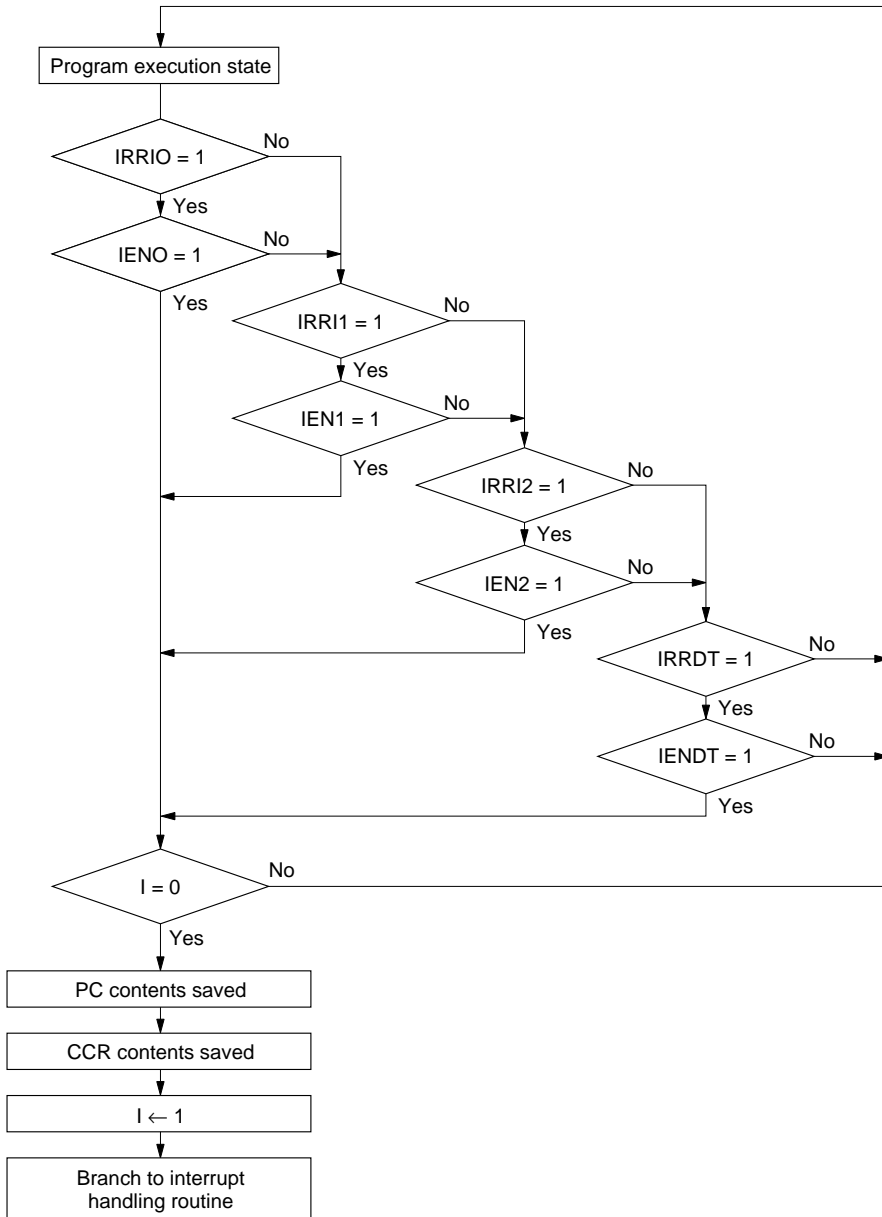 Program execution state
IRRIO = 1
No
Yes
IENO = 1
No
Yes
IRRI1 = 1
No
Yes
IEN1 = 1
No
Yes
IRRI2 = 1
No
Yes
IEN2 = 1
No
Yes
IRRDT = 1
No
Yes
IENDT = 1
No
Yes
I = 0
No
Yes
PC contents saved
CCR contents saved
I ← 1
Branch to interrupt
handling routine